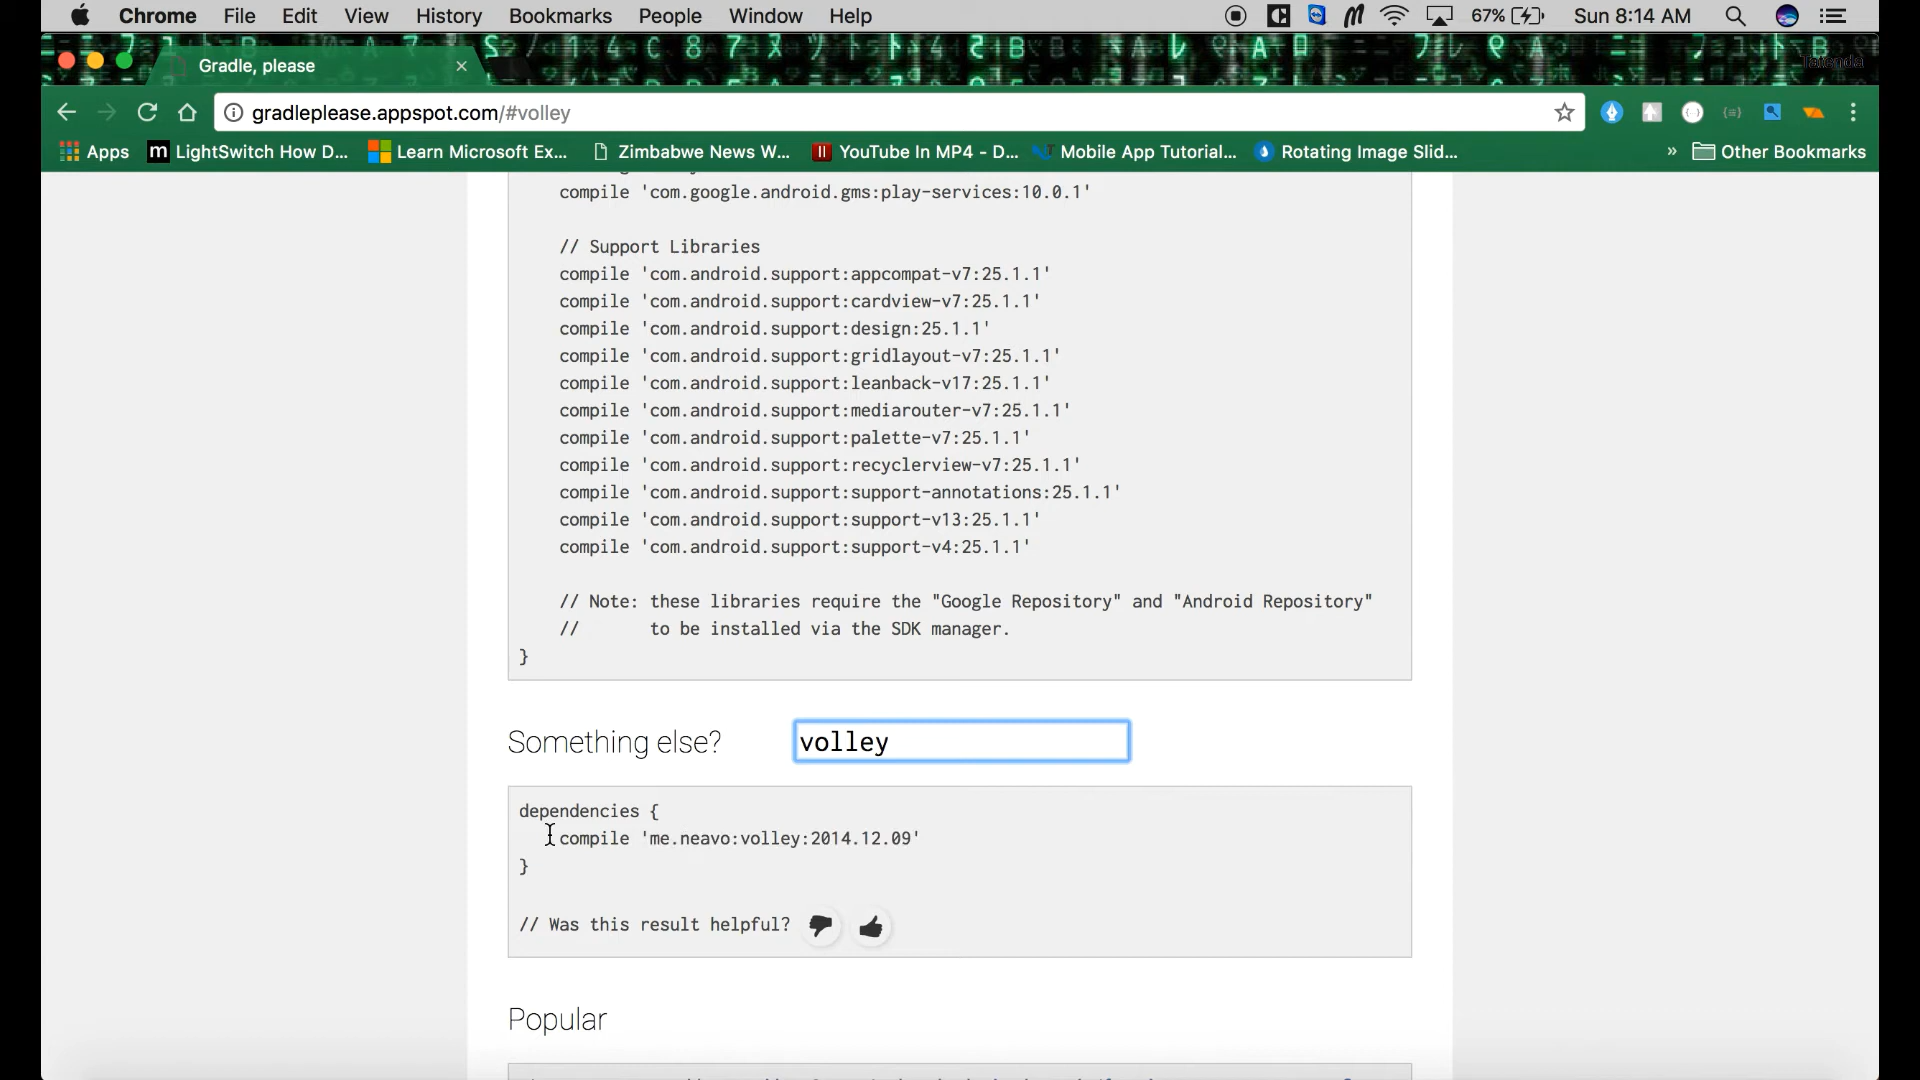 Chrome File Edit View History Bookmarks People Window Help 67% Sun 8:14 AM
Gradle, please
gradleplease.appspot.com/#volley
Apps LightSwitch How D... Learn Microsoft Ex... Zimbabwe News W... YouTube In MP4 - D... Mobile App Tutorial... Rotating Image Slid... » Other Bookmarks
compile 'com.google.android.gms:play-services:10.0.1'
// Support Libraries
compile 'com.android.support:appcompat-v7:25.1.1'
compile 'com.android.support:cardview-v7:25.1.1'
compile 'com.android.support:design:25.1.1'
compile 'com.android.support:gridlayout-v7:25.1.1'
compile 'com.android.support:leanback-v17:25.1.1'
compile 'com.android.support:mediarouter-v7:25.1.1'
compile 'com.android.support:palette-v7:25.1.1'
compile 'com.android.support:recyclerview-v7:25.1.1'
compile 'com.android.support:support-annotations:25.1.1'
compile 'com.android.support:support-v13:25.1.1'
compile 'com.android.support:support-v4:25.1.1'
// Note: these libraries require the "Google Repository" and "Android Repository"
// to be installed via the SDK manager.
}
Something else? volley
dependencies {
compile 'me.neavo:volley:2014.12.09'
}
// Was this result helpful?
Popular